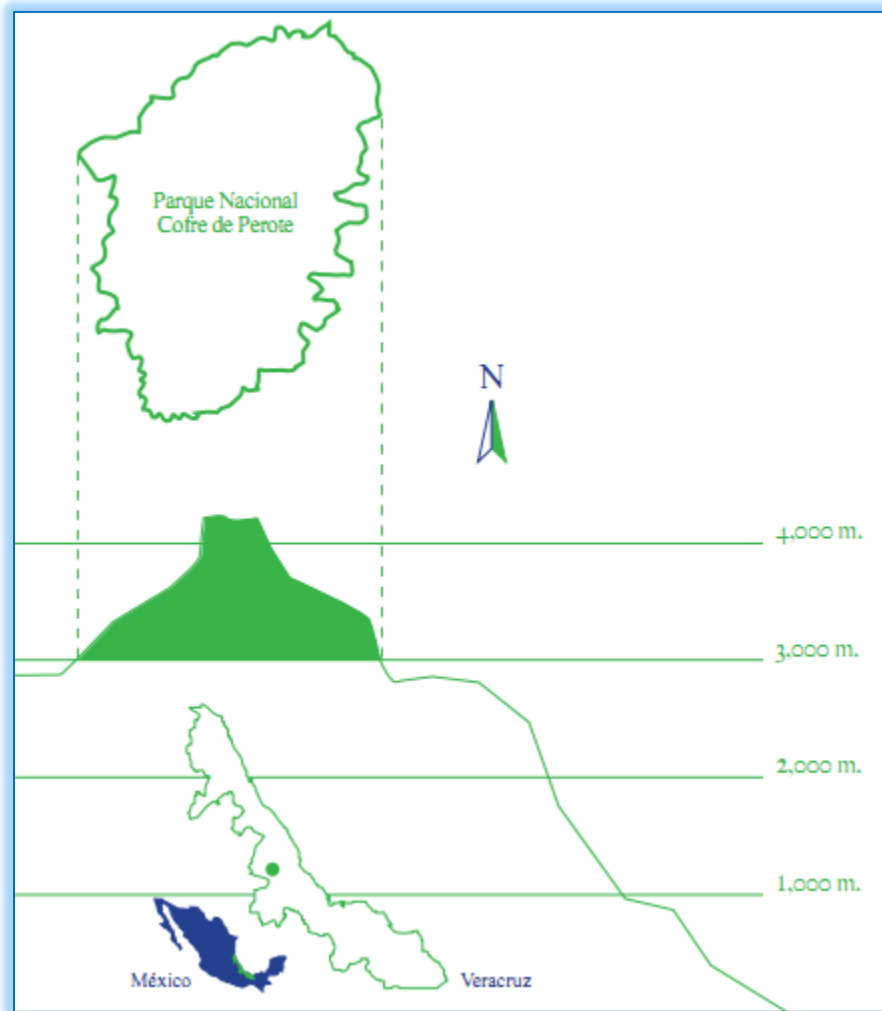 Parque Nacional
Cofre de Perote
N
4,000 m.
3,000 m.
2,000 m.
1,000 m.
México
Veracruz